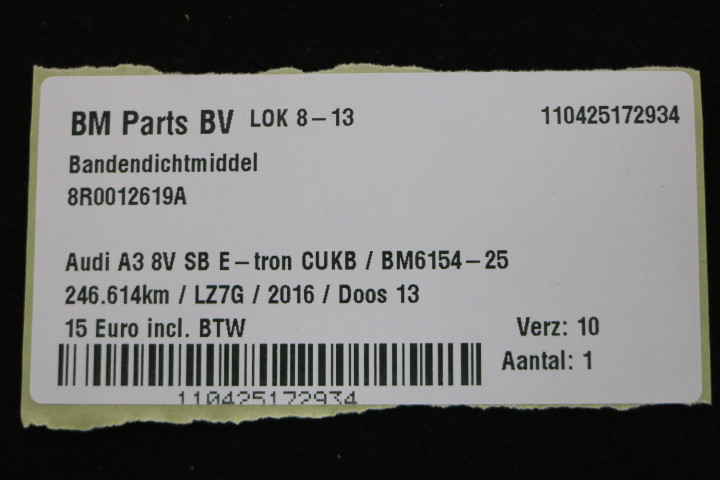 BM Parts BV LOK 8-13 110425172934
Bandendichtmiddel
8R0012619A
Audi A3 8V SB E-tron CUKB / BM6154-25
246.614km / LZ7G / 2016 / Doos 13
15 Euro incl. BTW Verz: 10
Aantal: 1
110425172934